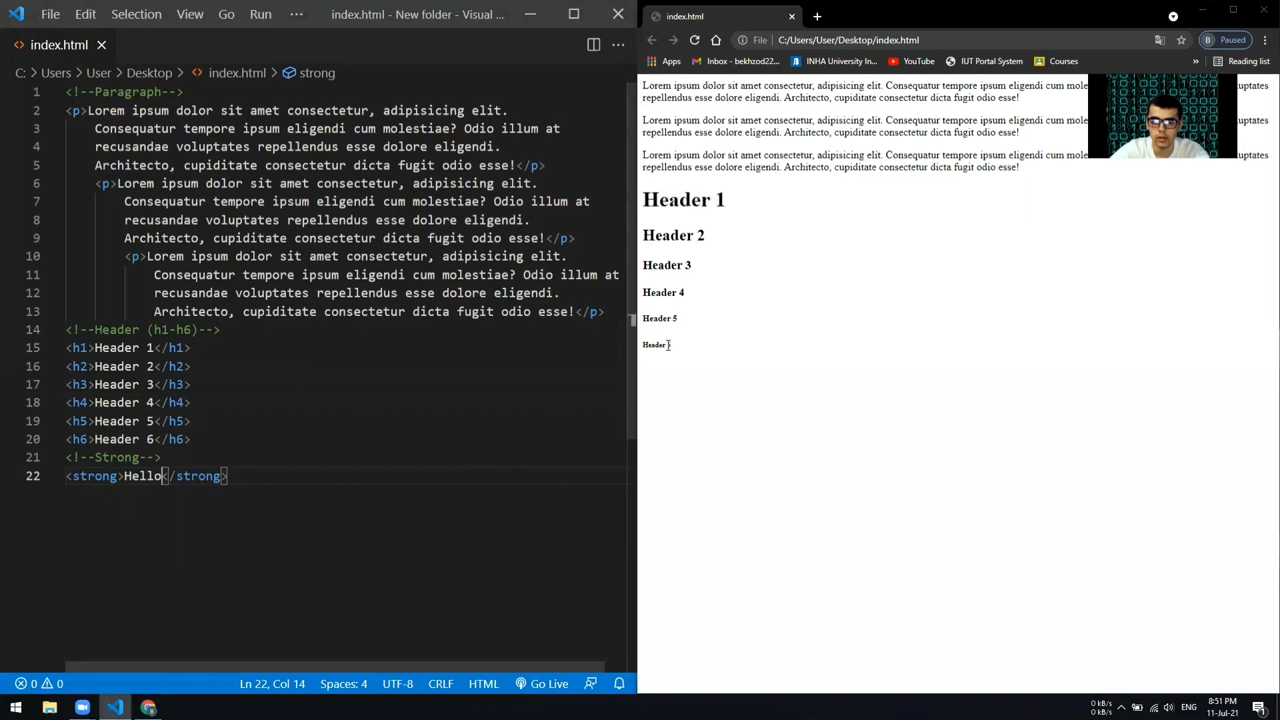 File Edit Selection View Go Run ··· index.html - New folder - Visual ...
index.html
C: > Users > User > Desktop > index.html > strong
1 <!--Paragraph-->
2 <p>Lorem ipsum dolor sit amet consectetur, adipisicing elit.
3 Consequatur tempore ipsum eligendi cum molestiae? Odio illum at
4 recusandae voluptates repellendus esse dolore eligendi.
5 Architecto, cupiditate consectetur dicta fugit odio esse!</p>
6 <p>Lorem ipsum dolor sit amet consectetur, adipisicing elit.
7 Consequatur tempore ipsum eligendi cum molestiae? Odio illum at
8 recusandae voluptates repellendus esse dolore eligendi.
9 Architecto, cupiditate consectetur dicta fugit odio esse!</p>
10 <p>Lorem ipsum dolor sit amet consectetur, adipisicing elit.
11 Consequatur tempore ipsum eligendi cum molestiae? Odio illum at
12 recusandae voluptates repellendus esse dolore eligendi.
13 Architecto, cupiditate consectetur dicta fugit odio esse!</p>
14 <!--Header (h1-h6)-->
15 <h1>Header 1</h1>
16 <h2>Header 2</h2>
17 <h3>Header 3</h3>
18 <h4>Header 4</h4>
19 <h5>Header 5</h5>
20 <h6>Header 6</h6>
21 <!--Strong-->
22 <strong>Hello</strong>
0 0 Ln 22, Col 14 Spaces: 4 UTF-8 CRLF HTML Go Live
index.html
File C:/Users/User/Desktop/index.html B Paused
Apps Inbox - bekhzod22... INHA University In... YouTube IUT Portal System Courses » Reading list
Lorem ipsum dolor sit amet consectetur, adipisicing elit. Consequatur tempore ipsum eligendi cum mole uptates
repellendus esse dolore eligendi. Architecto, cupiditate consectetur dicta fugit odio esse!
Lorem ipsum dolor sit amet consectetur, adipisicing elit. Consequatur tempore ipsum eligendi cum mole uptates
repellendus esse dolore eligendi. Architecto, cupiditate consectetur dicta fugit odio esse!
Lorem ipsum dolor sit amet consectetur, adipisicing elit. Consequatur tempore ipsum eligendi cum mole uptates
repellendus esse dolore eligendi. Architecto, cupiditate consectetur dicta fugit odio esse!
Header 1
Header 2
Header 3
Header 4
Header 5
Header
0 kB/s
0 kB/s
ENG
8:51 PM
11-Jul-21
1